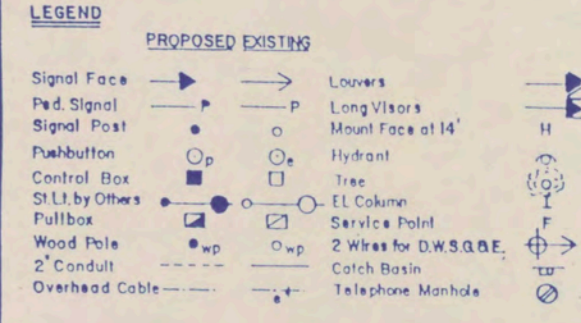 LEGEND
PROPOSED EXISTING
Signal Face Louvers
Ped. Signal P P Long Visors
Signal Post Mount Face at 14' H
Pushbutton p e Hydrant
Control Box Tree
St. Lt. by Others EL Column I
Pullbox Service Point F
Wood Pole wp wp 2 Wires for D.W.S.G.&E.
2" Conduit Catch Basin
Overhead Cable Telephone Manhole